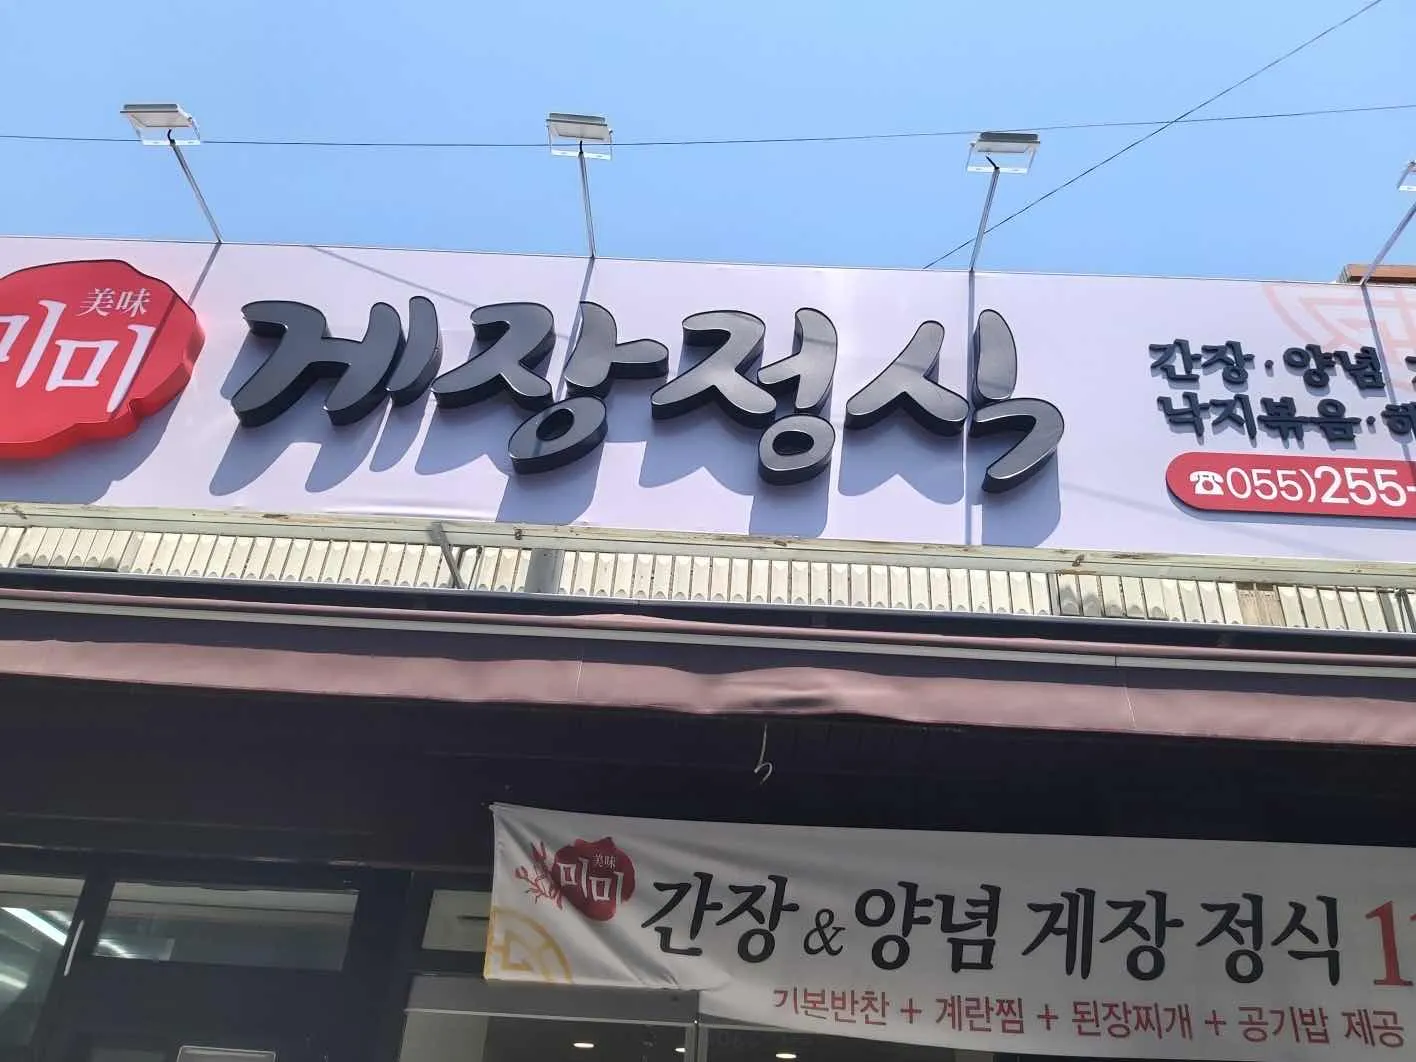 美味
미미
게장정식
간장·양념
낙지볶음·해
☎055)255-
美味
미미
간장 & 양념 게장 정식 1
기본반찬 + 계란찜 + 된장찌개 + 공기밥 제공